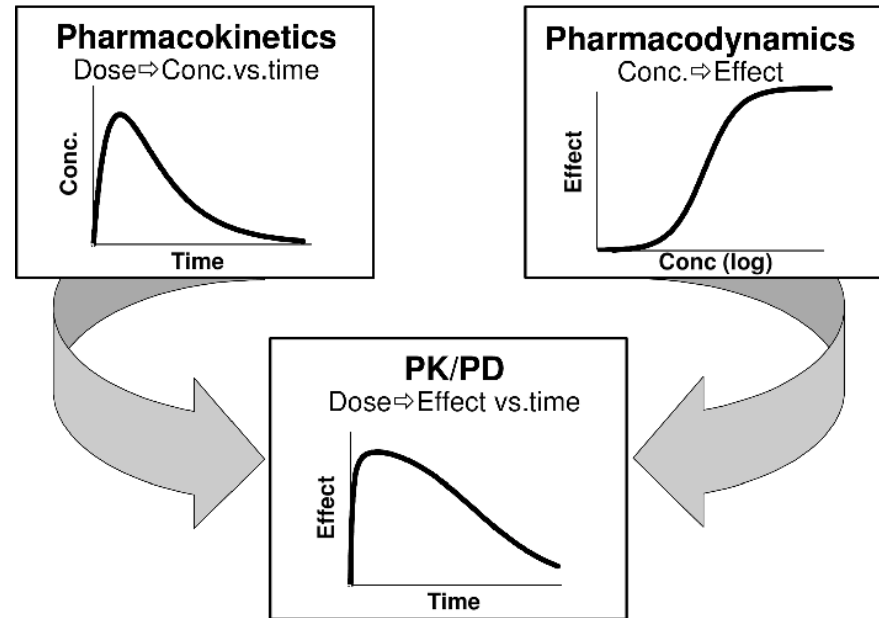 Pharmacokinetics
Dose⇨Conc.vs.time
Conc.
Time
Pharmacodynamics
Conc.⇨Effect
Effect
Conc (log)
PK/PD
Dose⇨Effect vs.time
Effect
Time